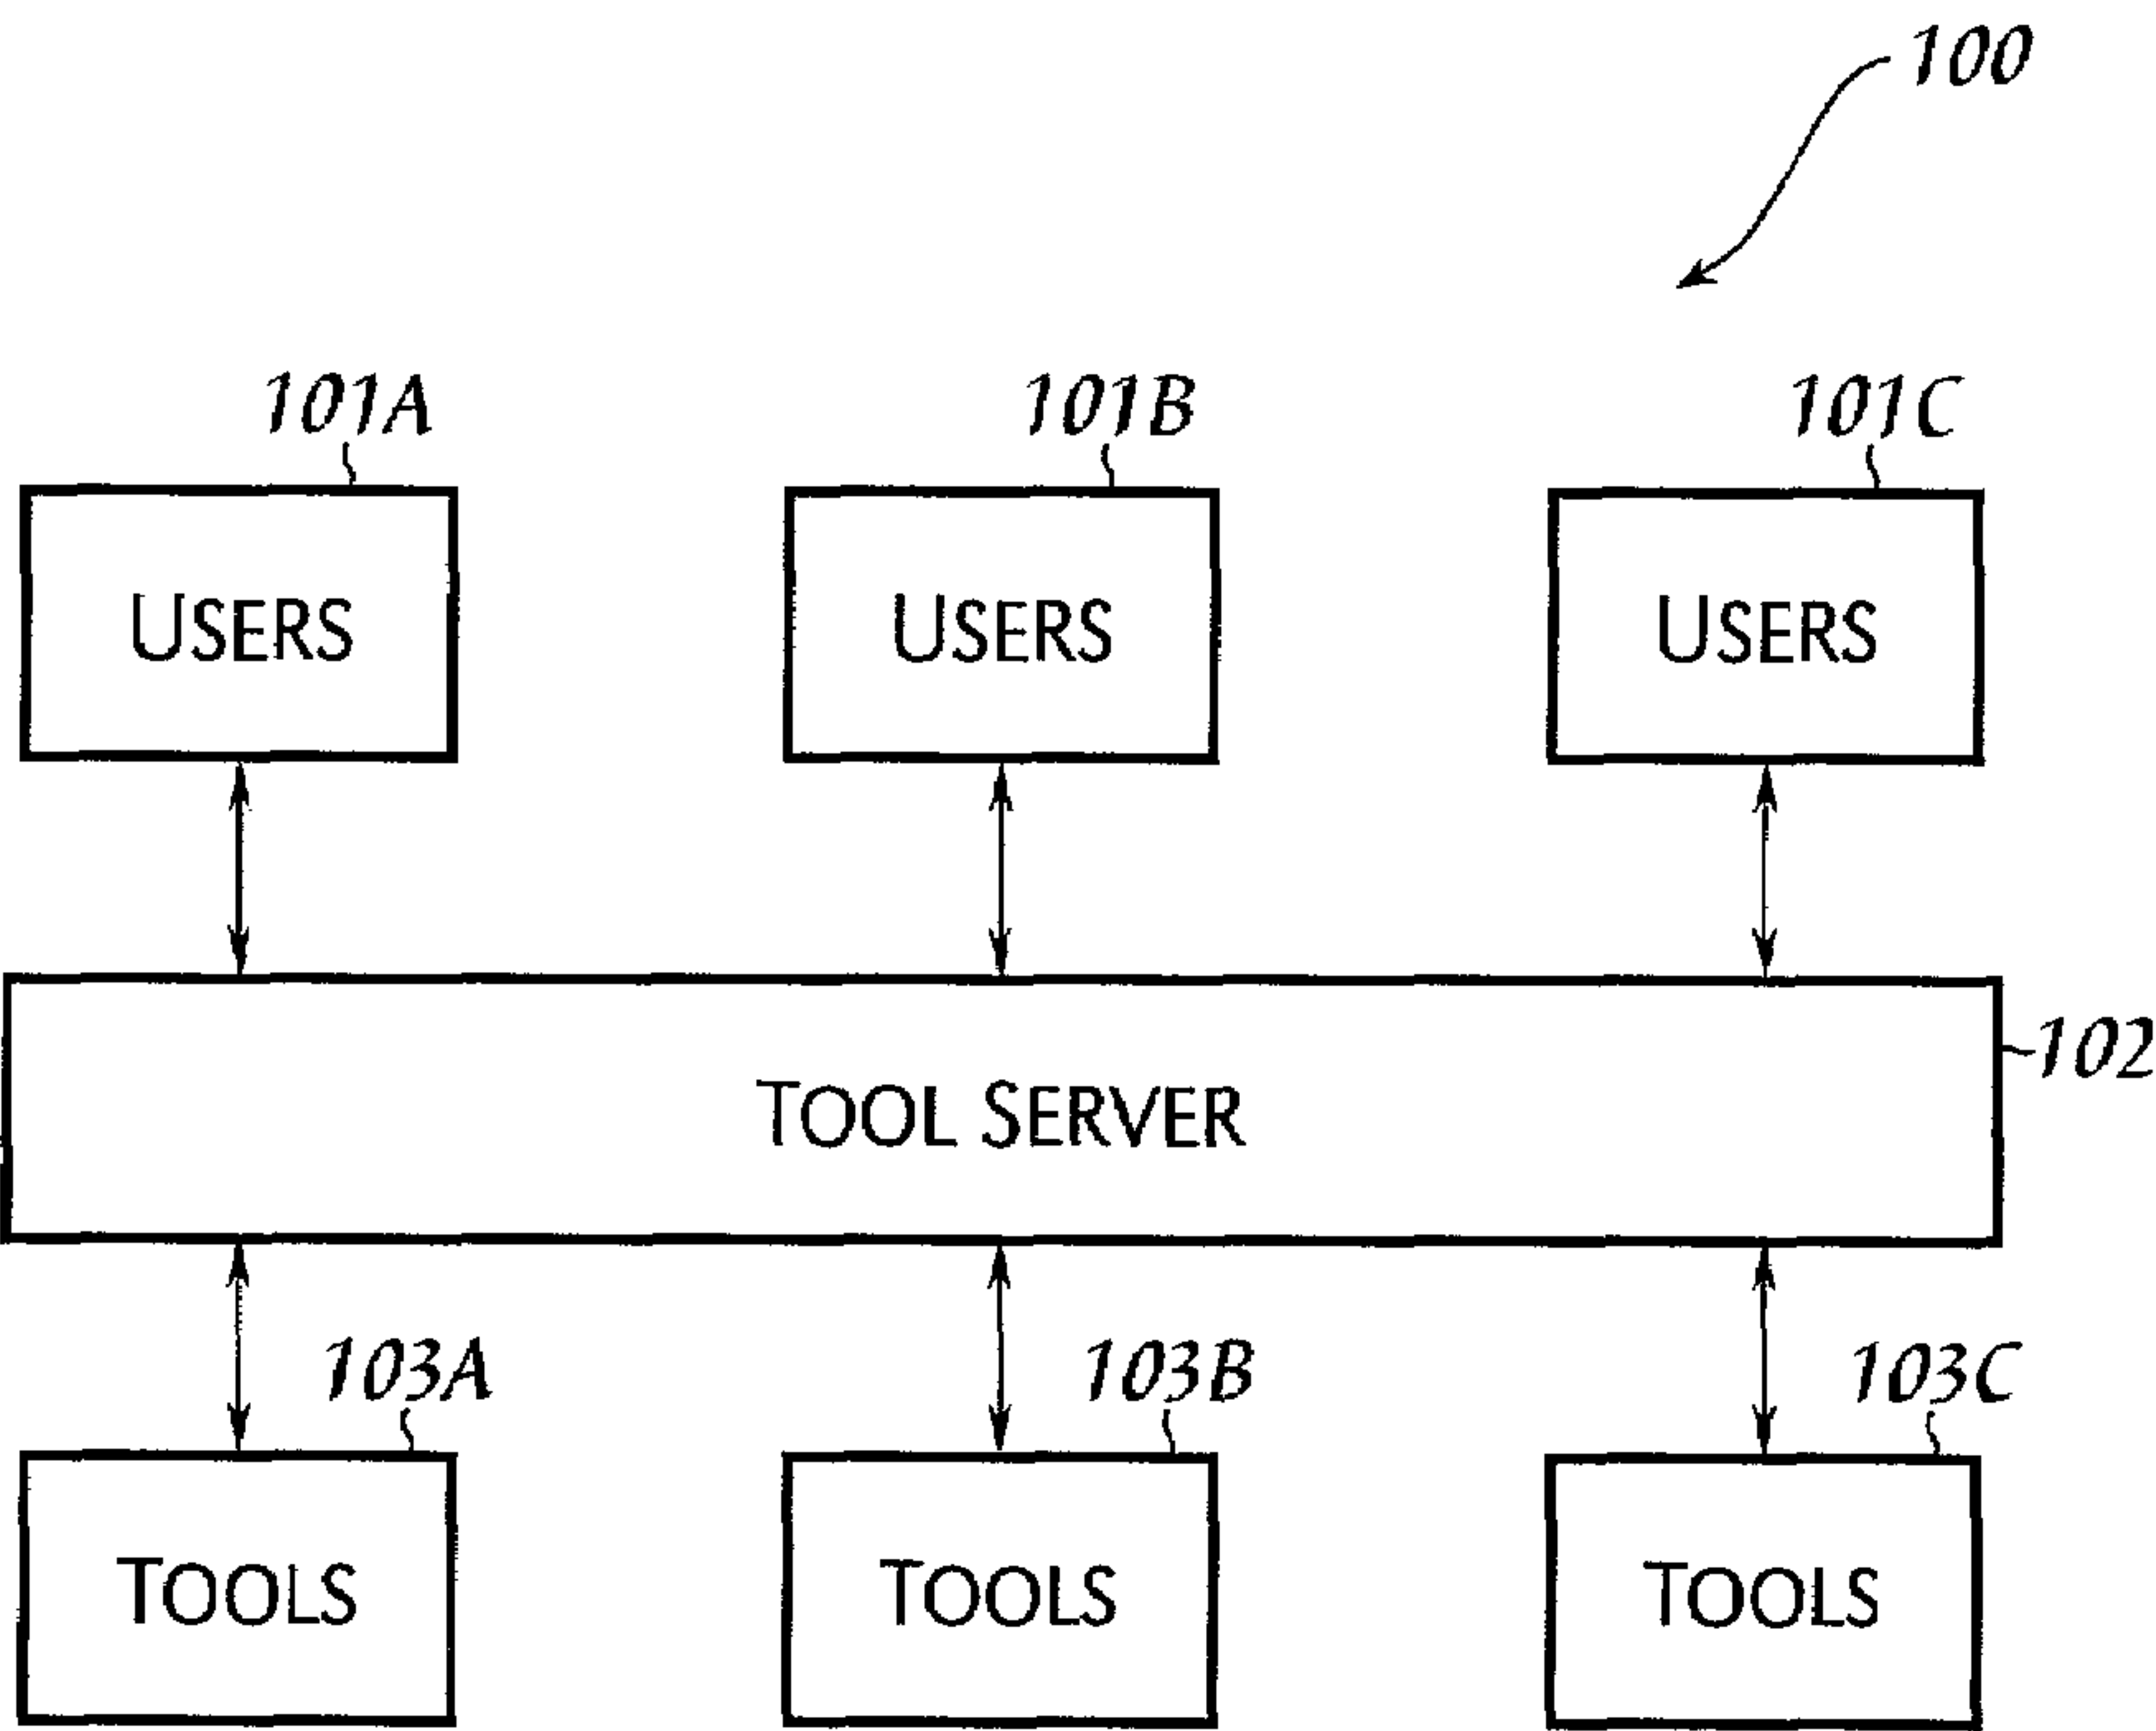 100
101A 101B 101C
USERS USERS USERS
102
TOOL SERVER
103A 103B 103C
TOOLS TOOLS TOOLS